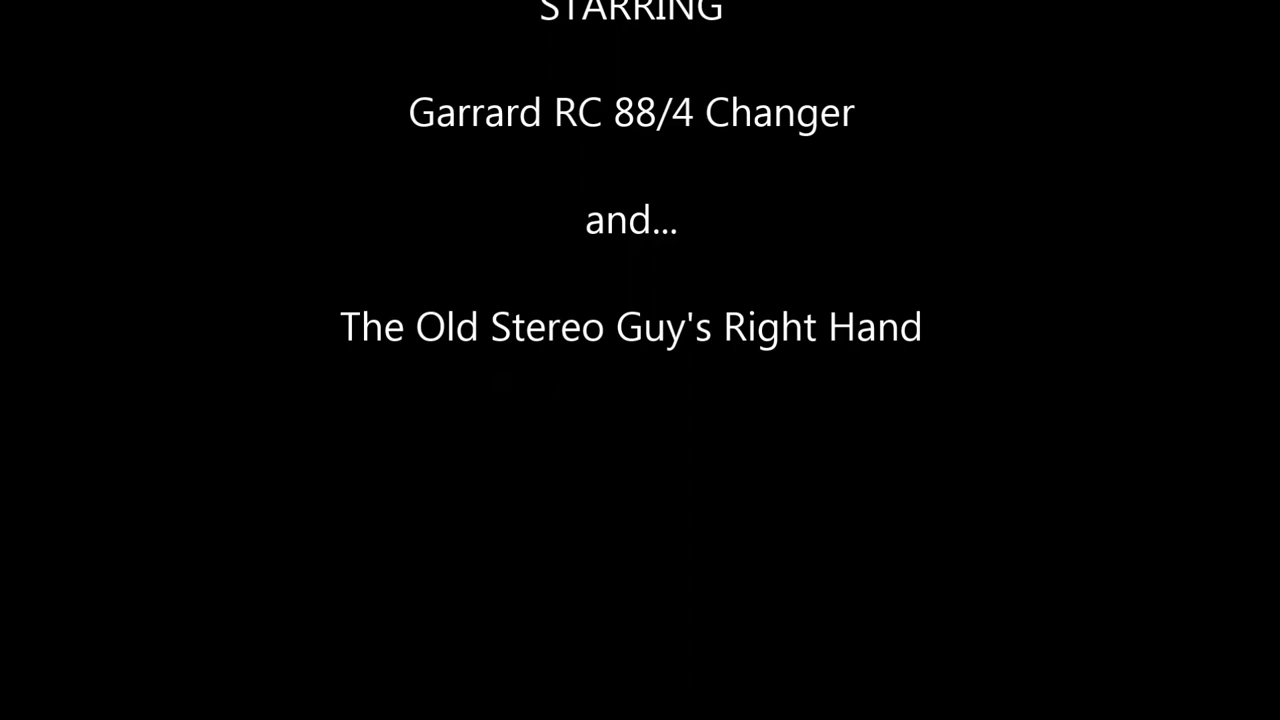 STARRING
Garrard RC 88/4 Changer
and...
The Old Stereo Guy's Right Hand